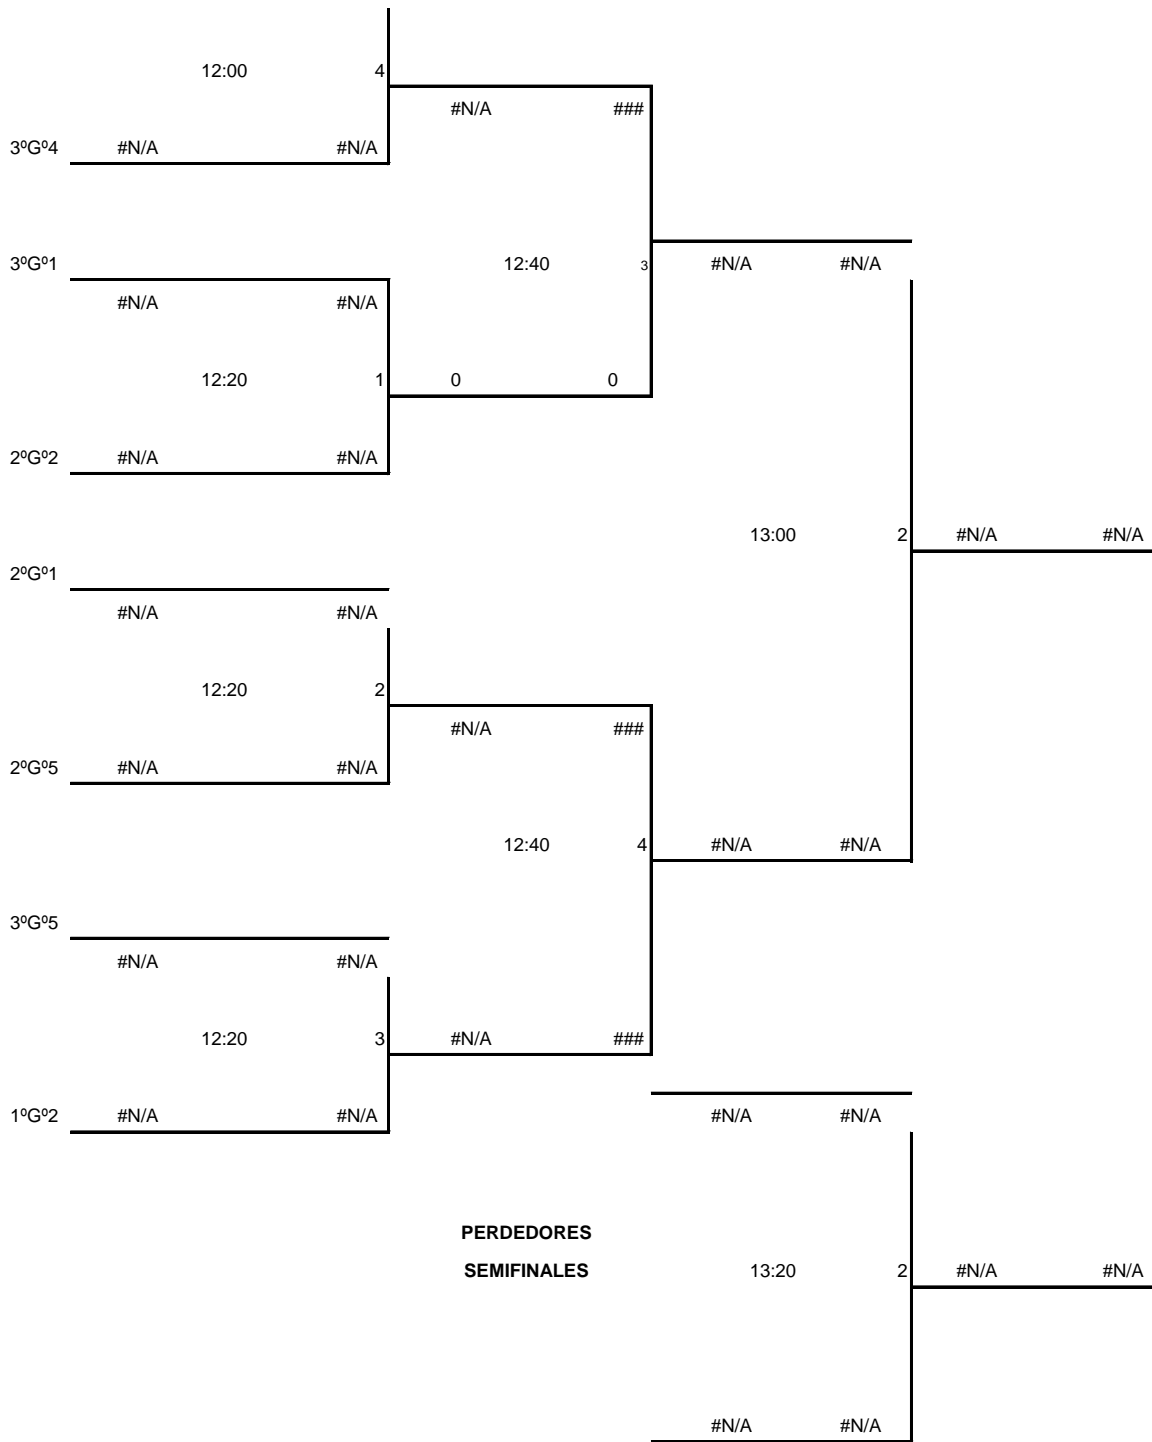 12:00 4
#N/A ###
3ºGº4 #N/A #N/A
3ºGº1 12:40 3 #N/A #N/A
#N/A #N/A
12:20 1 0 0
2ºGº2 #N/A #N/A
13:00 2 #N/A #N/A
2ºGº1
#N/A #N/A
12:20 2
#N/A ###
2ºGº5 #N/A #N/A
12:40 4 #N/A #N/A
3ºGº5
#N/A #N/A
12:20 3 #N/A ###
1ºGº2 #N/A #N/A #N/A #N/A
PERDEDORES
SEMIFINALES 13:20 2 #N/A #N/A
#N/A #N/A